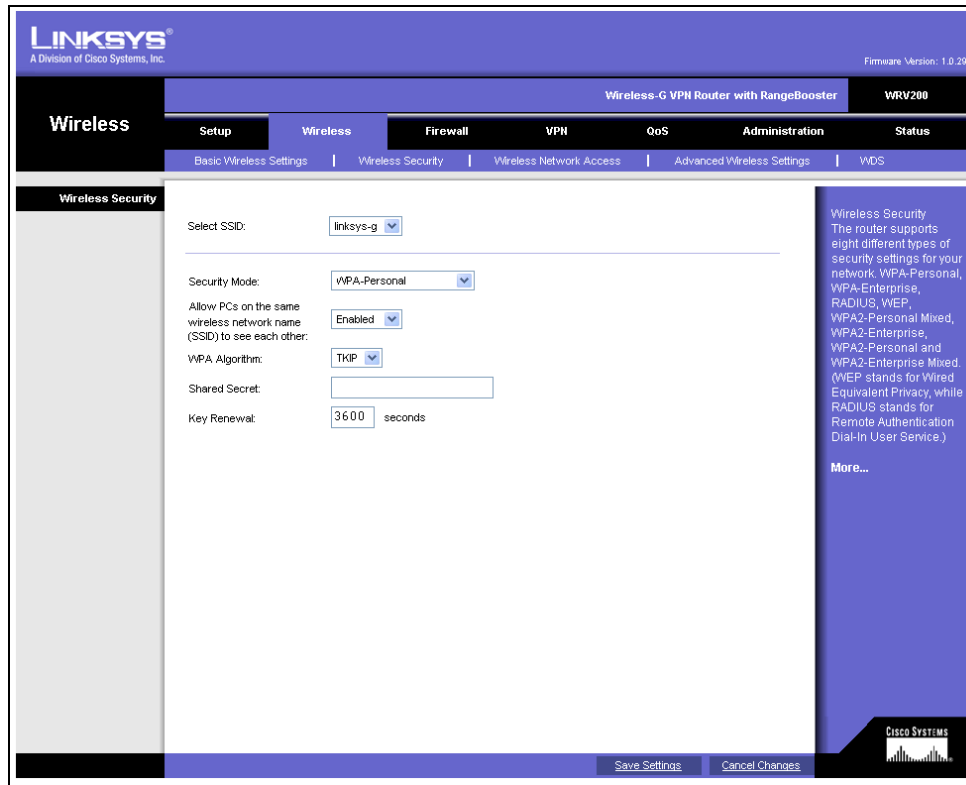 LINKSYS®
A Division of Cisco Systems, Inc.
Firmware Version: 1.0.29
Wireless-G VPN Router with RangeBooster WRV200
Wireless
Setup Wireless Firewall VPN QoS Administration Status
Basic Wireless Settings | Wireless Security | Wireless Network Access | Advanced Wireless Settings | WDS
Wireless Security
Select SSID: linksys-g
Security Mode: WPA-Personal
Allow PCs on the same
wireless network name
(SSID) to see each other:
Enabled
WPA Algorithm: TKIP
Shared Secret:
Key Renewal: 3600 seconds
Wireless Security
The router supports
eight different types of
security settings for your
network. WPA-Personal,
WPA-Enterprise,
RADIUS, WEP,
WPA2-Personal Mixed,
WPA2-Enterprise,
WPA2-Personal and
WPA2-Enterprise Mixed.
(WEP stands for Wired
Equivalent Privacy, while
RADIUS stands for
Remote Authentication
Dial-In User Service.)
More...
Save Settings Cancel Changes
CISCO SYSTEMS